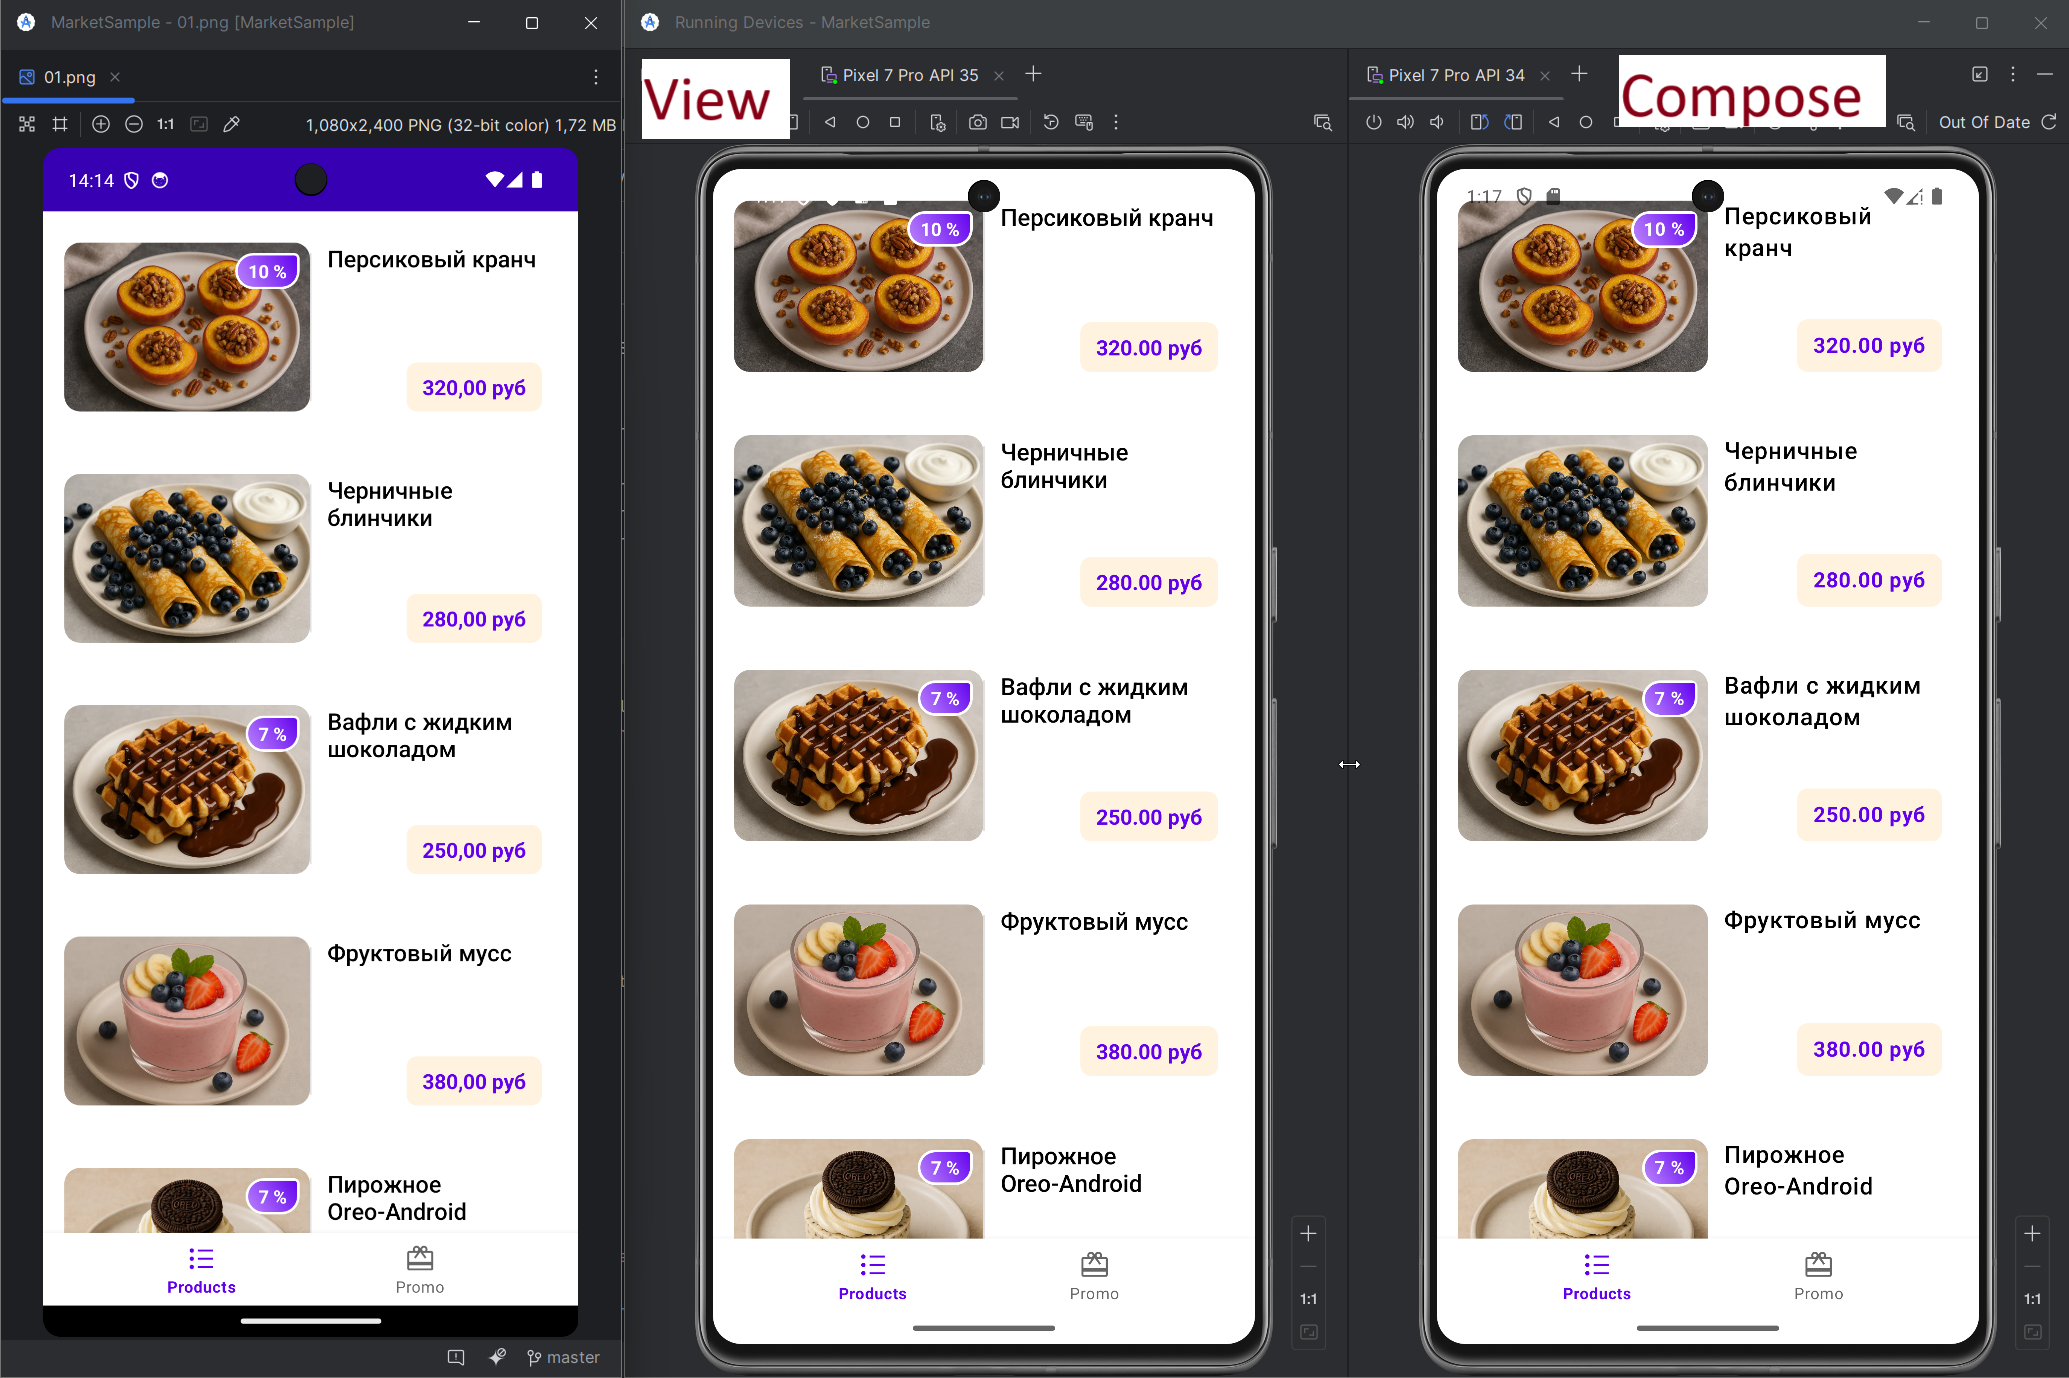 MarketSample - 01.png [MarketSample]
01.png
1:1
1,080x2,400 PNG (32-bit color) 1,72 MB
14:14
10 %
Персиковый кранч
320,00 руб
Черничные
блинчики
280,00 руб
7 %
Вафли с жидким
шоколадом
250,00 руб
Фруктовый мусс
380,00 руб
7 %
Пирожное
Oreo-Android
Products
Promo
master
Running Devices - MarketSample
View
Pixel 7 Pro API 35
10 %
Персиковый кранч
320.00 руб
Черничные
блинчики
280.00 руб
7 %
Вафли с жидким
шоколадом
250.00 руб
Фруктовый мусс
380.00 руб
7 %
Пирожное
Oreo-Android
Products
Promo
1:1
Pixel 7 Pro API 34
Compose
Out Of Date
1:17
10 %
Персиковый
кранч
320.00 руб
Черничные
блинчики
280.00 руб
7 %
Вафли с жидким
шоколадом
250.00 руб
Фруктовый мусс
380.00 руб
7 %
Пирожное
Oreo-Android
Products
Promo
1:1